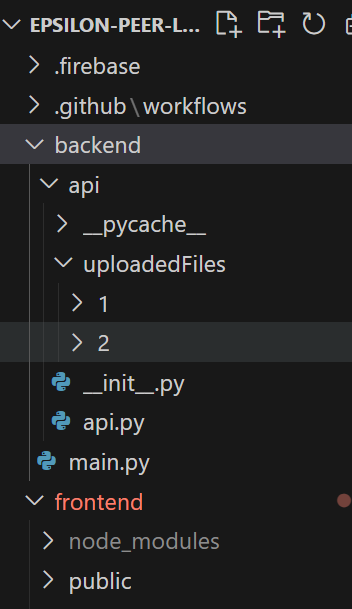 EPSILON-PEER-L...
.firebase
.github\workflows
backend
api
__pycache__
uploadedFiles
1
2
__init__.py
api.py
main.py
frontend
node_modules
public